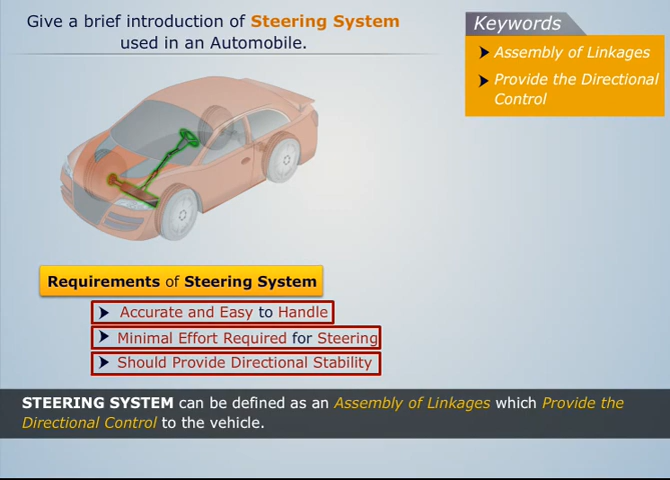 Give a brief introduction of Steering System
used in an Automobile.
Keywords
Assembly of Linkages
Provide the Directional
Control
Requirements of Steering System
Accurate and Easy to Handle
Minimal Effort Required for Steering
Should Provide Directional Stability
STEERING SYSTEM can be defined as an Assembly of Linkages which Provide the
Directional Control to the vehicle.